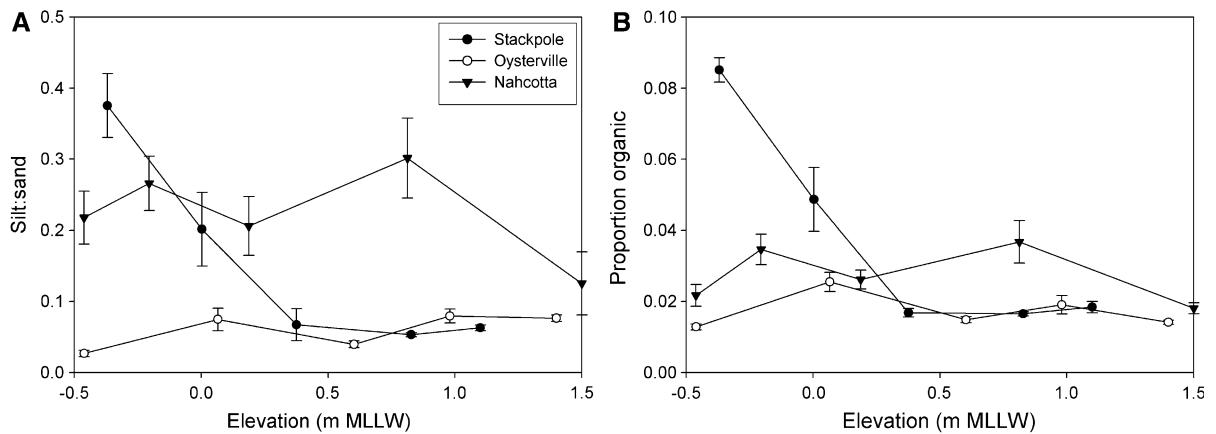 A
Silt:sand
0.5
0.4
0.3
0.2
0.1
0.0
-0.5 0.0 0.5 1.0 1.5
Elevation (m MLLW)
Stackpole
Oysterville
Nahcotta
B
Proportion organic
0.10
0.08
0.06
0.04
0.02
0.00
-0.5 0.0 0.5 1.0 1.5
Elevation (m MLLW)